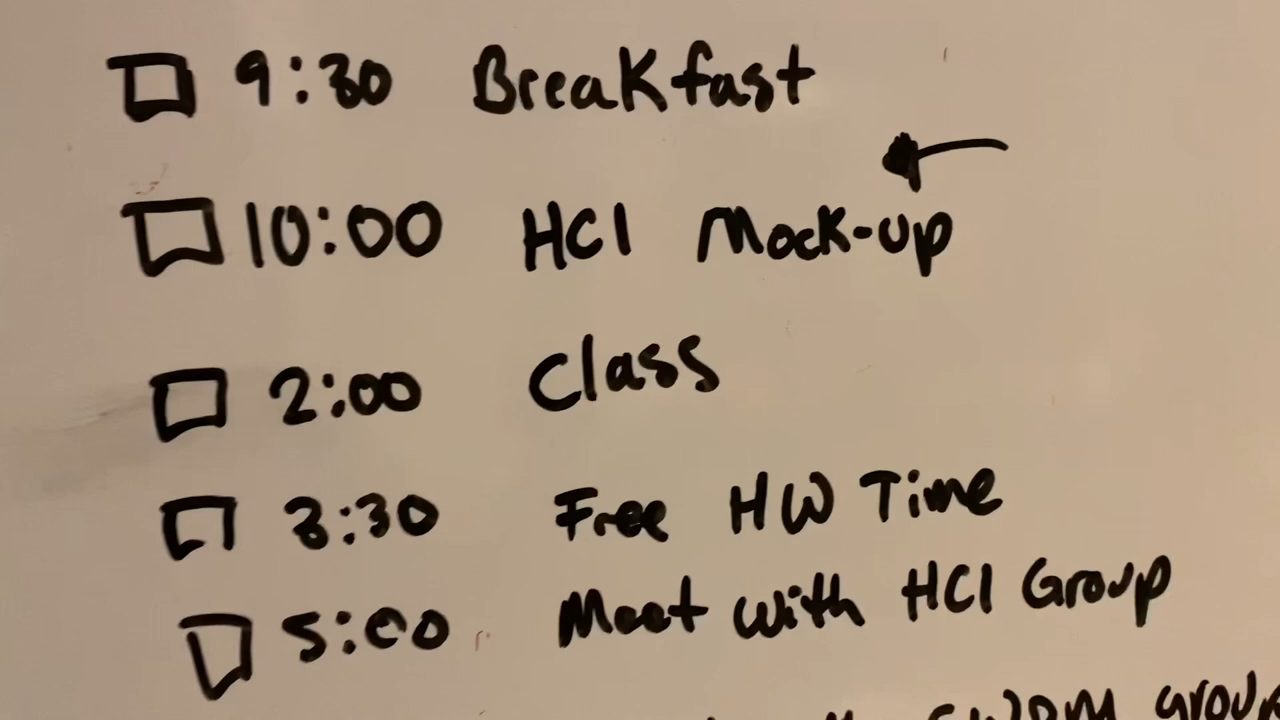 9:30 Breakfast
10:00 HCI Mock-up
2:00 Class
3:30 Free HW Time
5:00 Meet with HCI Group